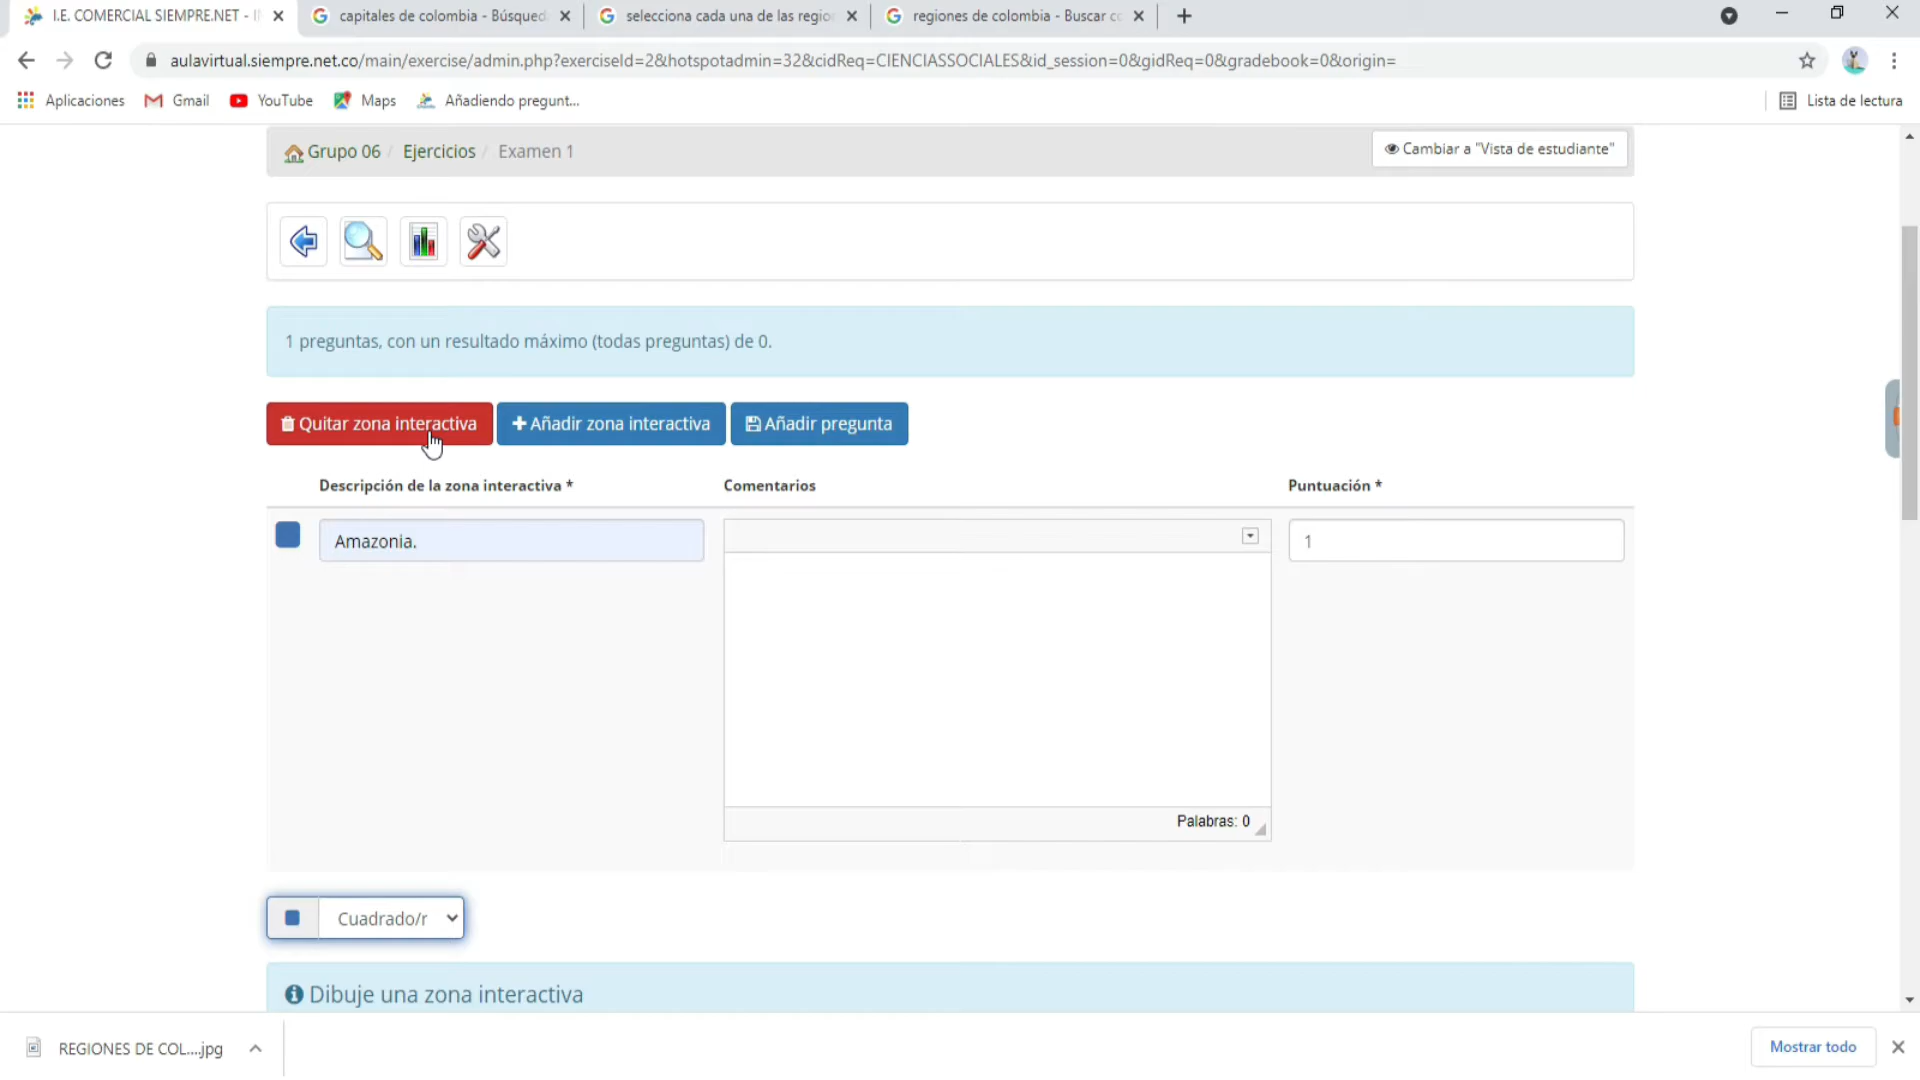 I.E. COMERCIAL SIEMPRE.NET - I
capitales de colombia - Búsqued
selecciona cada una de las regio
regiones de colombia - Buscar co
aulavirtual.siempre.net.co/main/exercise/admin.php?exerciseId=2&hotspotadmin=32&cidReq=CIENCIASSOCIALES&id_session=0&gidReq=0&gradebook=0&origin=
Aplicaciones
Gmail
YouTube
Maps
Añadiendo pregunt...
Lista de lectura
Grupo 06 / Ejercicios / Examen 1
Cambiar a "Vista de estudiante"
1 preguntas, con un resultado máximo (todas preguntas) de 0.
Quitar zona interactiva
Añadir zona interactiva
Añadir pregunta
Descripción de la zona interactiva *
Comentarios
Puntuación *
Amazonia.
1
Palabras: 0
Cuadrado/r
Dibuje una zona interactiva
REGIONES DE COL....jpg
Mostrar todo